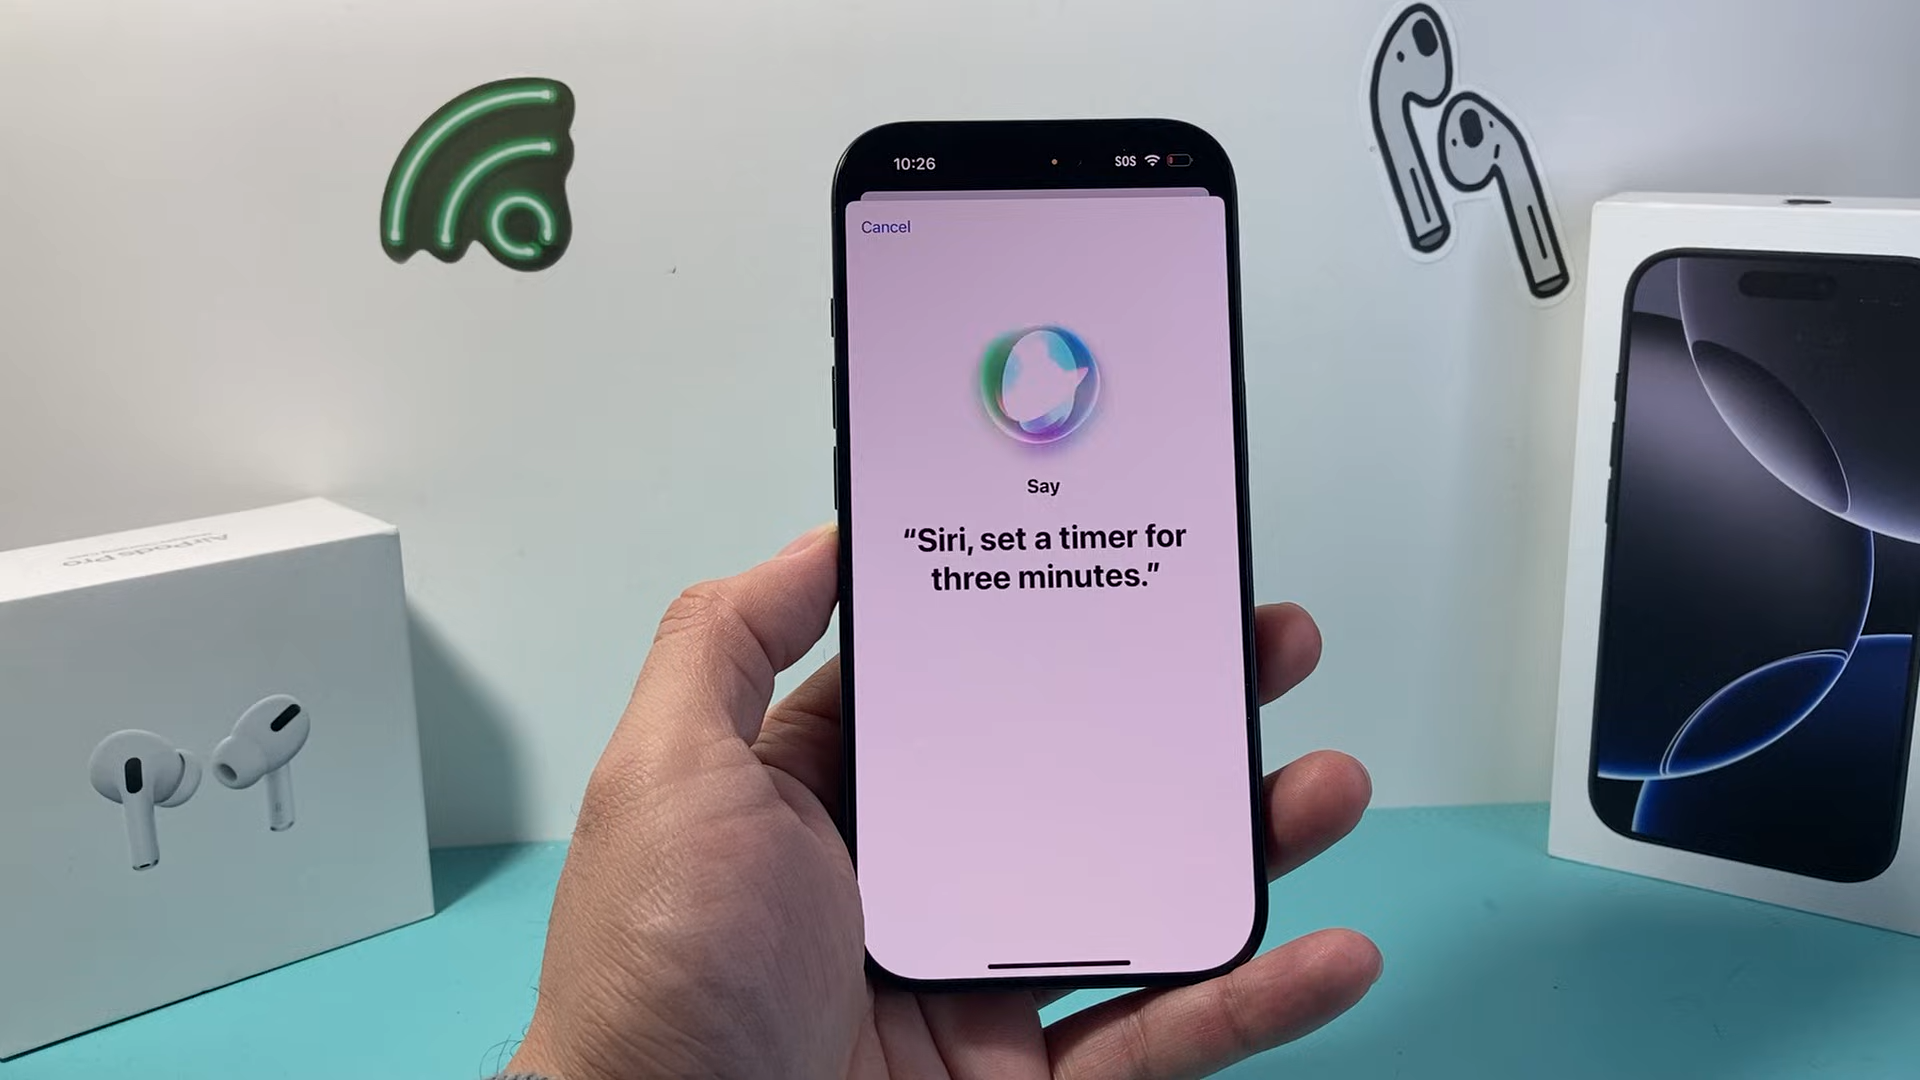 10:26
SOS
Cancel
Say
“Siri, set a timer for
three minutes.”
AirPods Pro